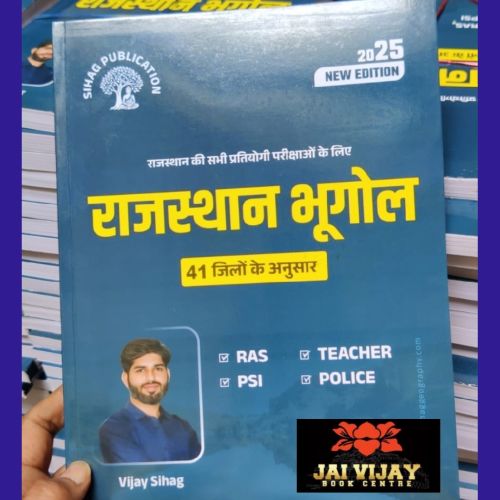 SIHAG PUBLICATION
2025
NEW EDITION
राजस्थान की सभी प्रतियोगी परीक्षाओं के लिए
राजस्थान भूगोल
41 जिलों के अनुसार
RAS
TEACHER
PSI
POLICE
Vijay Sihag
JAI VIJAY
BOOK CENTRE